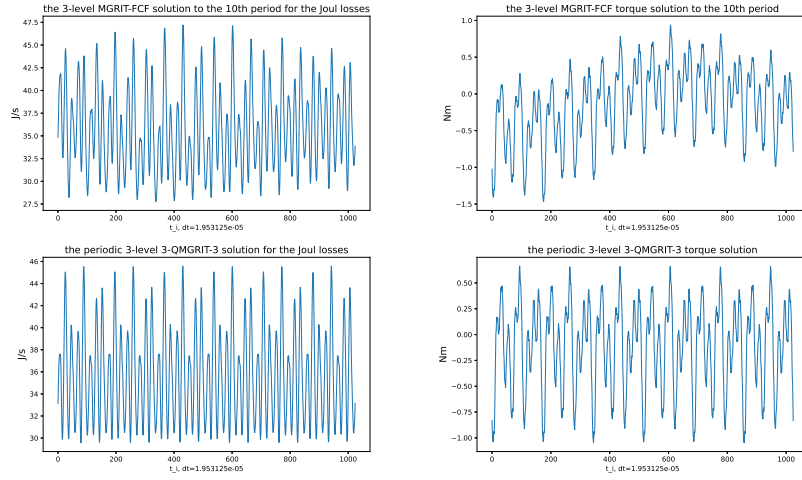 the 3-level MGRIT-FCF solution to the 10th period for the Joul losses
47.5
45.0
42.5
40.0
37.5
35.0
32.5
30.0
27.5
J/s
0 200 400 600 800 1000
t_i, dt=1.953125e-05
the 3-level MGRIT-FCF torque solution to the 10th period
1.0
0.5
0.0
−0.5
−1.0
−1.5
Nm
0 200 400 600 800 1000
t_i, dt=1.953125e-05
the periodic 3-level 3-QMGRIT-3 solution for the Joul losses
46
44
42
40
38
36
34
32
30
J/s
0 200 400 600 800 1000
t_i, dt=1.953125e-05
the periodic 3-level 3-QMGRIT-3 torque solution
0.50
0.25
0.00
−0.25
−0.50
−0.75
−1.00
Nm
0 200 400 600 800 1000
t_i, dt=1.953125e-05